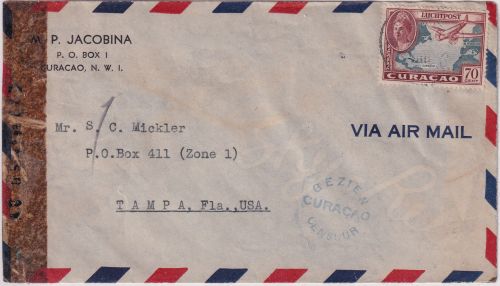 M. P. JACOBINA
P. O. BOX 1
CURACAO, N. W. I.
LUCHTPOST
CURAÇAO
70
CENT
Mr. S. C. Mickler
P.O.Box 411 (Zone 1)
T A M P A, Fla.,USA.
VIA AIR MAIL
GEZIEN
CURAÇAO
CENSUUR